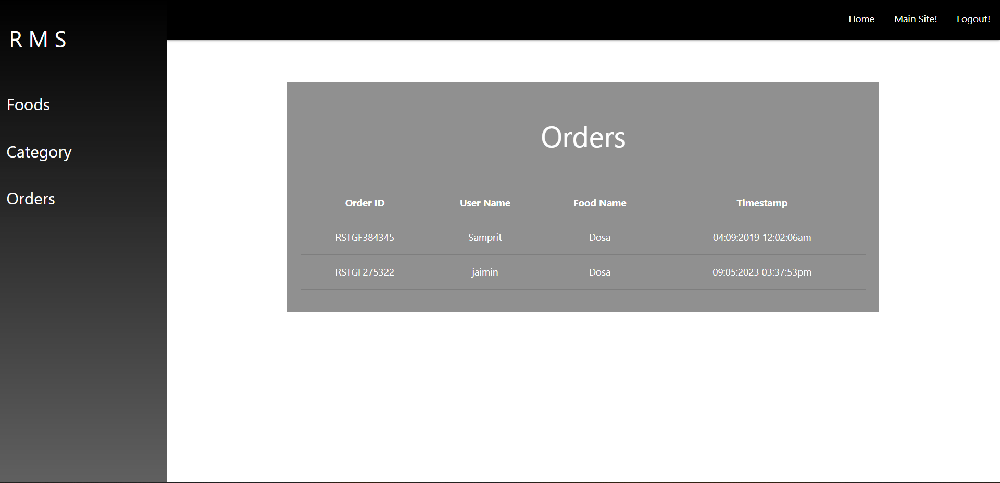 R M S
Foods
Category
Orders
Home Main Site! Logout!
Orders
Order ID User Name Food Name Timestamp
RSTGF384345 Samprit Dosa 04:09:2019 12:02:06am
RSTGF275322 jaimin Dosa 09:05:2023 03:37:53pm